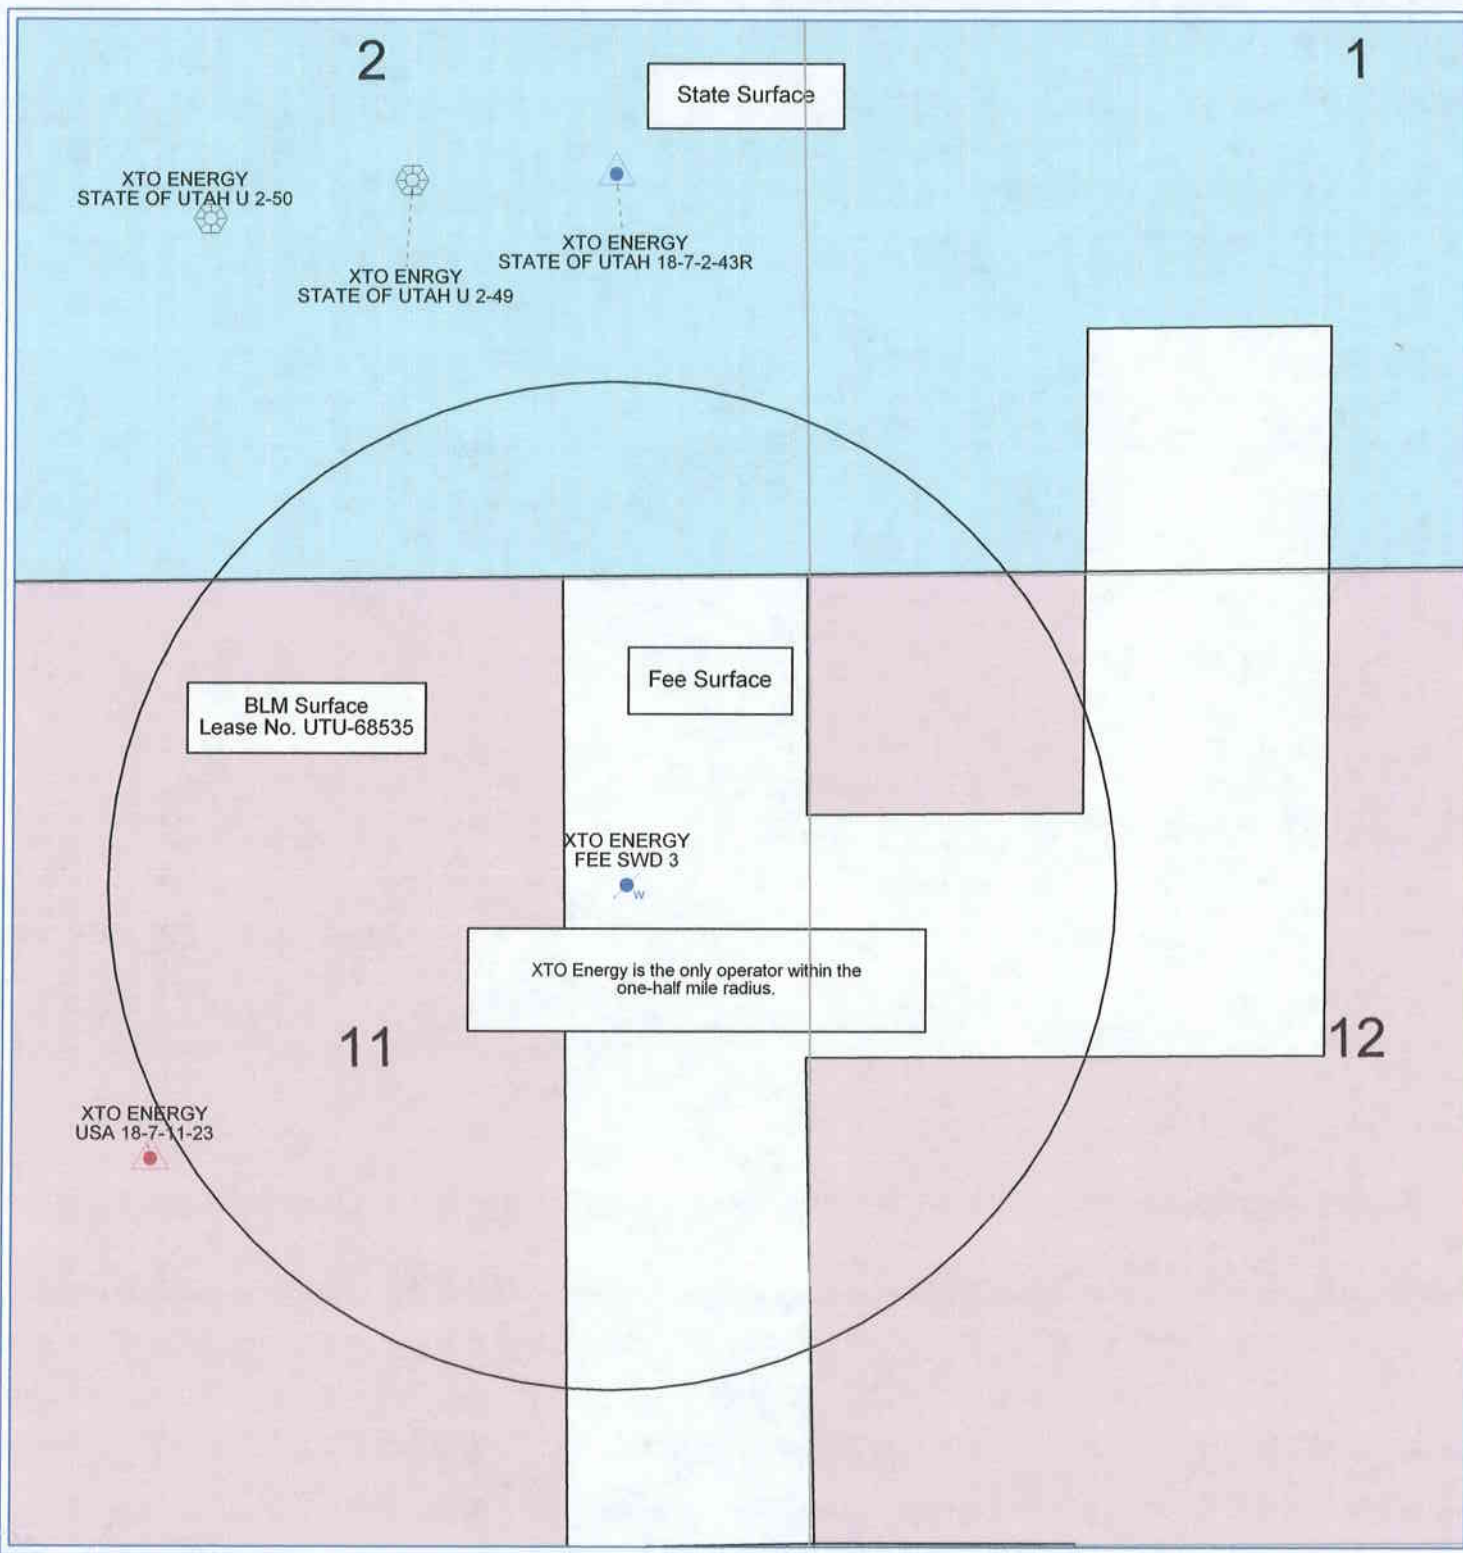 2
1
State Surface
XTO ENERGY
STATE OF UTAH U 2-50
XTO ENERGY
STATE OF UTAH 18-7-2-43R
XTO ENRGY
STATE OF UTAH U 2-49
Fee Surface
BLM Surface
Lease No. UTU-68535
XTO ENERGY
FEE SWD 3
W
XTO Energy is the only operator within the
one-half mile radius.
11
12
XTO ENERGY
USA 18-7-11-23